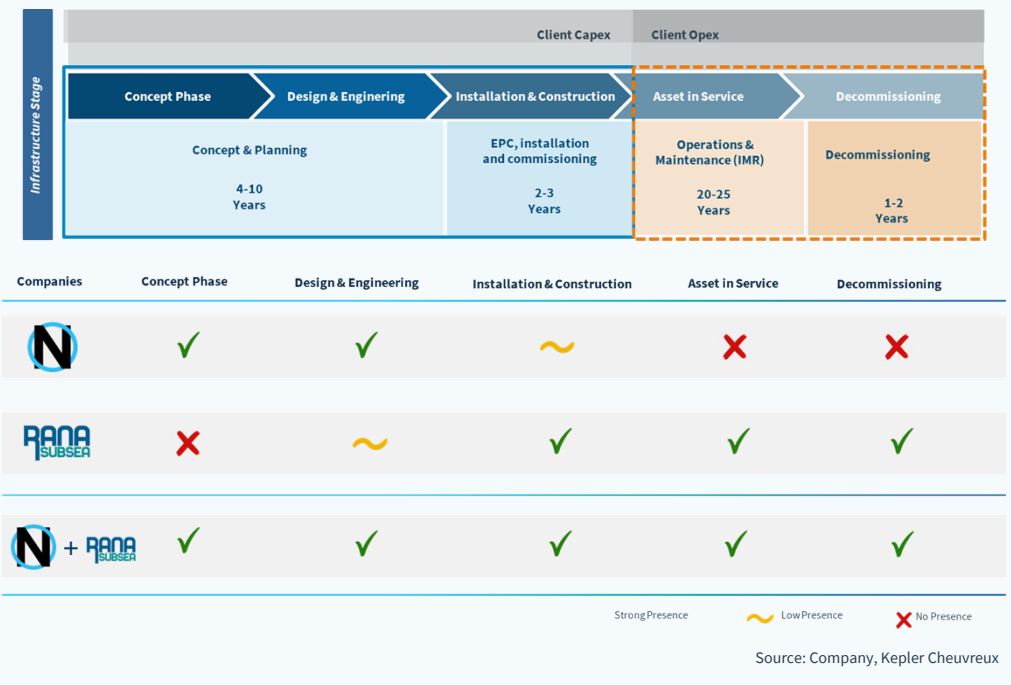 Client Capex
Client Opex
Infrastructure Stage
Concept Phase
Design & Enginering
Installation & Construction
Asset in Service
Decommissioning
Concept & Planning
4-10
Years
EPC, installation
and commissioning
2-3
Years
Operations &
Maintenance (IMR)
20-25
Years
Decommissioning
1-2
Years
Companies
Concept Phase
Design & Engineering
Installation & Construction
Asset in Service
Decommissioning
N
RANA
SUBSEA
N + RANA
SUBSEA
Strong Presence
Low Presence
No Presence
Source: Company, Kepler Cheuvreux